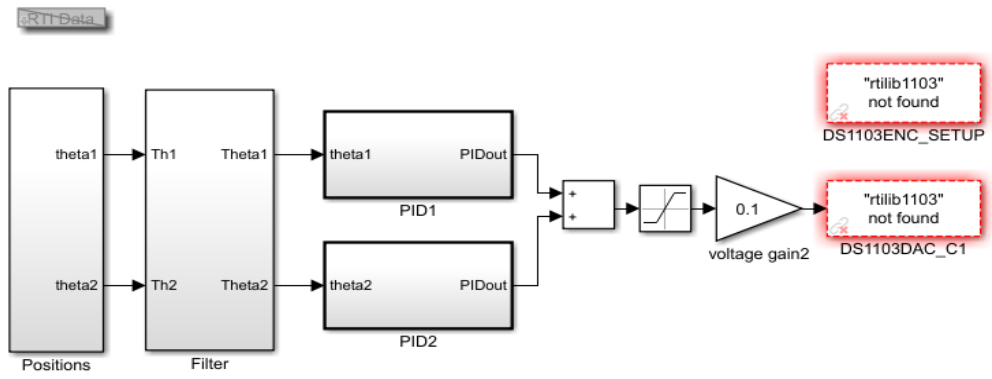 RTI Data
"rtilib1103"
not found
DS1103ENC_SETUP
theta1
Th1
Theta1
theta1
PIDout
PID1
+
+
0.1
voltage gain2
"rtilib1103"
not found
DS1103DAC_C1
theta2
Th2
Theta2
theta2
PIDout
PID2
Positions
Filter